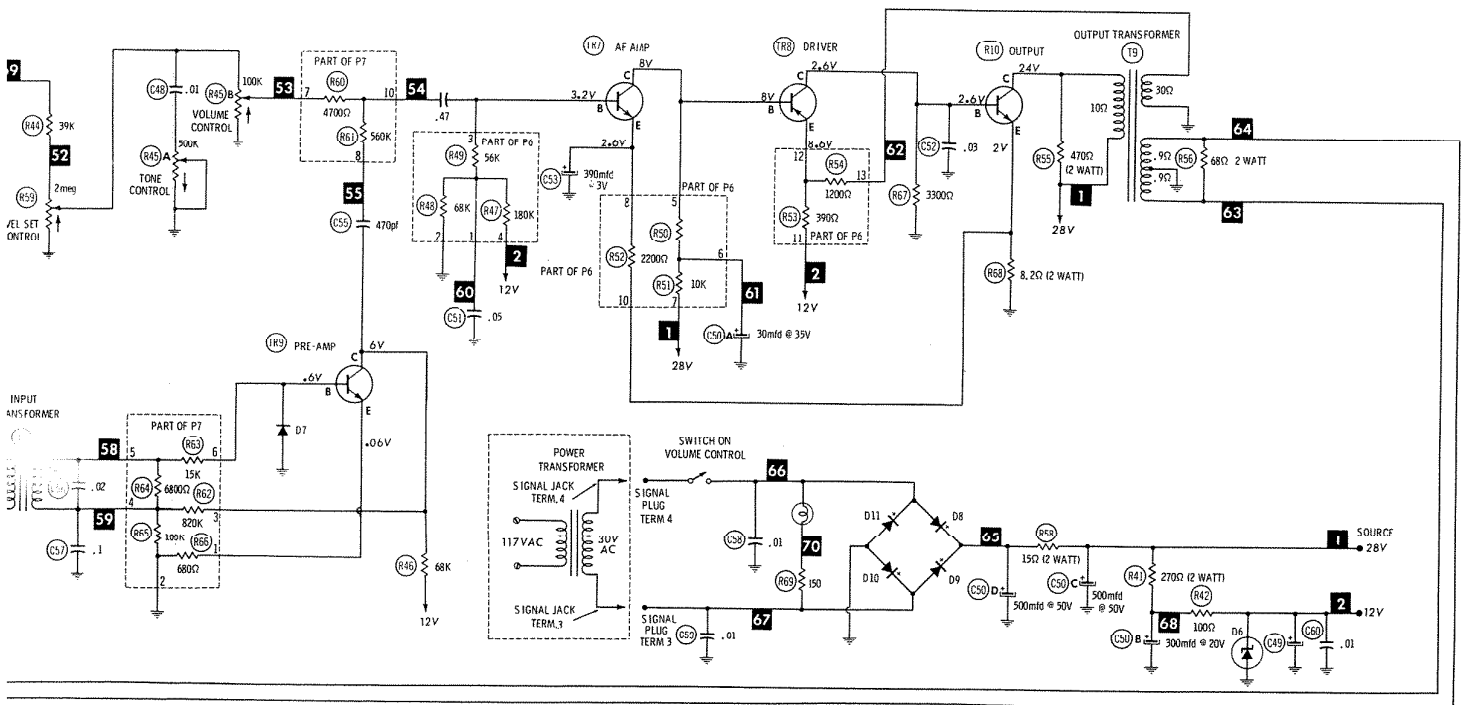 OUTPUT TRANSFORMER
T9
TR7 AF AMP
TR8 DRIVER
R10 OUTPUT
9
R44
39K
52
R59
2 meg
VEL SET
ONTROL
C48
.01
R45 A
500K
TONE
CONTROL
100K
R45 B
VOLUME
CONTROL
53
PART OF P7
7
R60
4700Ω
10
R61
560K
8
54
.47
55
C55
470pf
3
PART OF P6
R49
56K
R48
68K
R47
180K
2
1
4
2
12V
60
C51
.05
3.2V
B
C
8V
E
2.6V
C53
390mfd
3V
PART OF P6
8
5
R52
2200Ω
R50
6
R51
10K
10
7
PART OF P6
61
1
28V
C50 A
30mfd @ 35V
8V
B
C
2.6V
E
8.6V
12
R54
62
13
1200Ω
R53
390Ω
11
PART OF P6
2
12V
2.6V
B
C
24V
E
2V
C52
.03
R67
3300Ω
R68
8.2Ω (2 WATT)
10Ω
30Ω
R55
470Ω
(2 WATT)
1
28V
.9Ω
.9Ω
R56
68Ω 2 WATT
64
63
TR9
PRE-AMP
C
6V
.6V
B
E
.06V
D7
INPUT
ANSFORMER
58
.02
59
C57
.1
PART OF P7
5
R63
6
15K
R64
6800Ω
R62
4
3
820K
R65
100K
R66
1
680Ω
2
R46
68K
12V
POWER
TRANSFORMER
SIGNAL JACK
TERM. 4
117VAC
30V
AC
SIGNAL JACK
TERM.3
SWITCH ON
VOLUME CONTROL
SIGNAL
PLUG
TERM 4
SIGNAL
PLUG
TERM 3
66
C58
.01
70
R69
150
67
.01
D11
D8
D10
D9
65
R58
15Ω (2 WATT)
C50 D
500mfd @ 50V
C50 C
500mfd
@ 50V
R41
270Ω (2 WATT)
R42
100Ω
68
C50 B
300mfd @ 20V
D6
C49
C60
.01
1
SOURCE
28V
2
12V